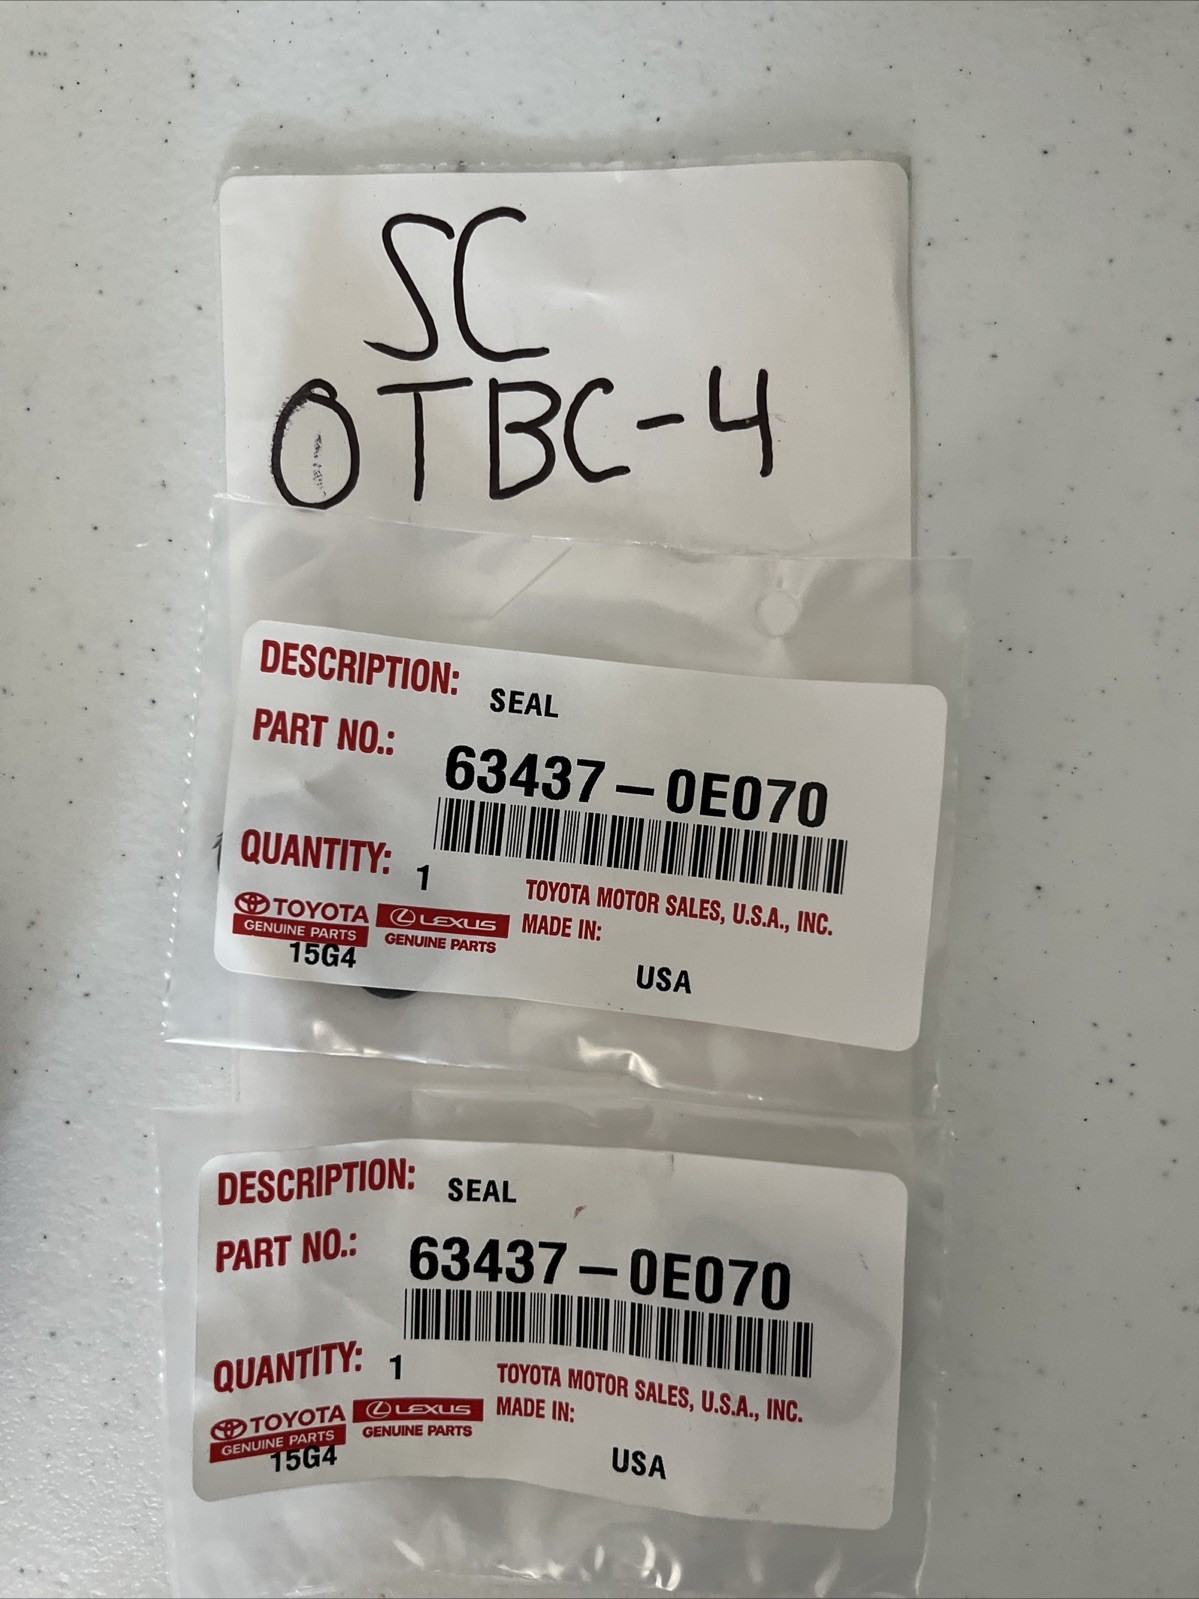 SC
OTBC-4
DESCRIPTION: SEAL
PART NO.: 63437-0E070
QUANTITY: 1
TOYOTA MOTOR SALES, U.S.A., INC.
TOYOTA LEXUS MADE IN:
GENUINE PARTS GENUINE PARTS
15G4 USA
DESCRIPTION: SEAL
PART NO.: 63437-0E070
QUANTITY: 1
TOYOTA MOTOR SALES, U.S.A., INC.
TOYOTA LEXUS MADE IN:
GENUINE PARTS GENUINE PARTS
15G4 USA